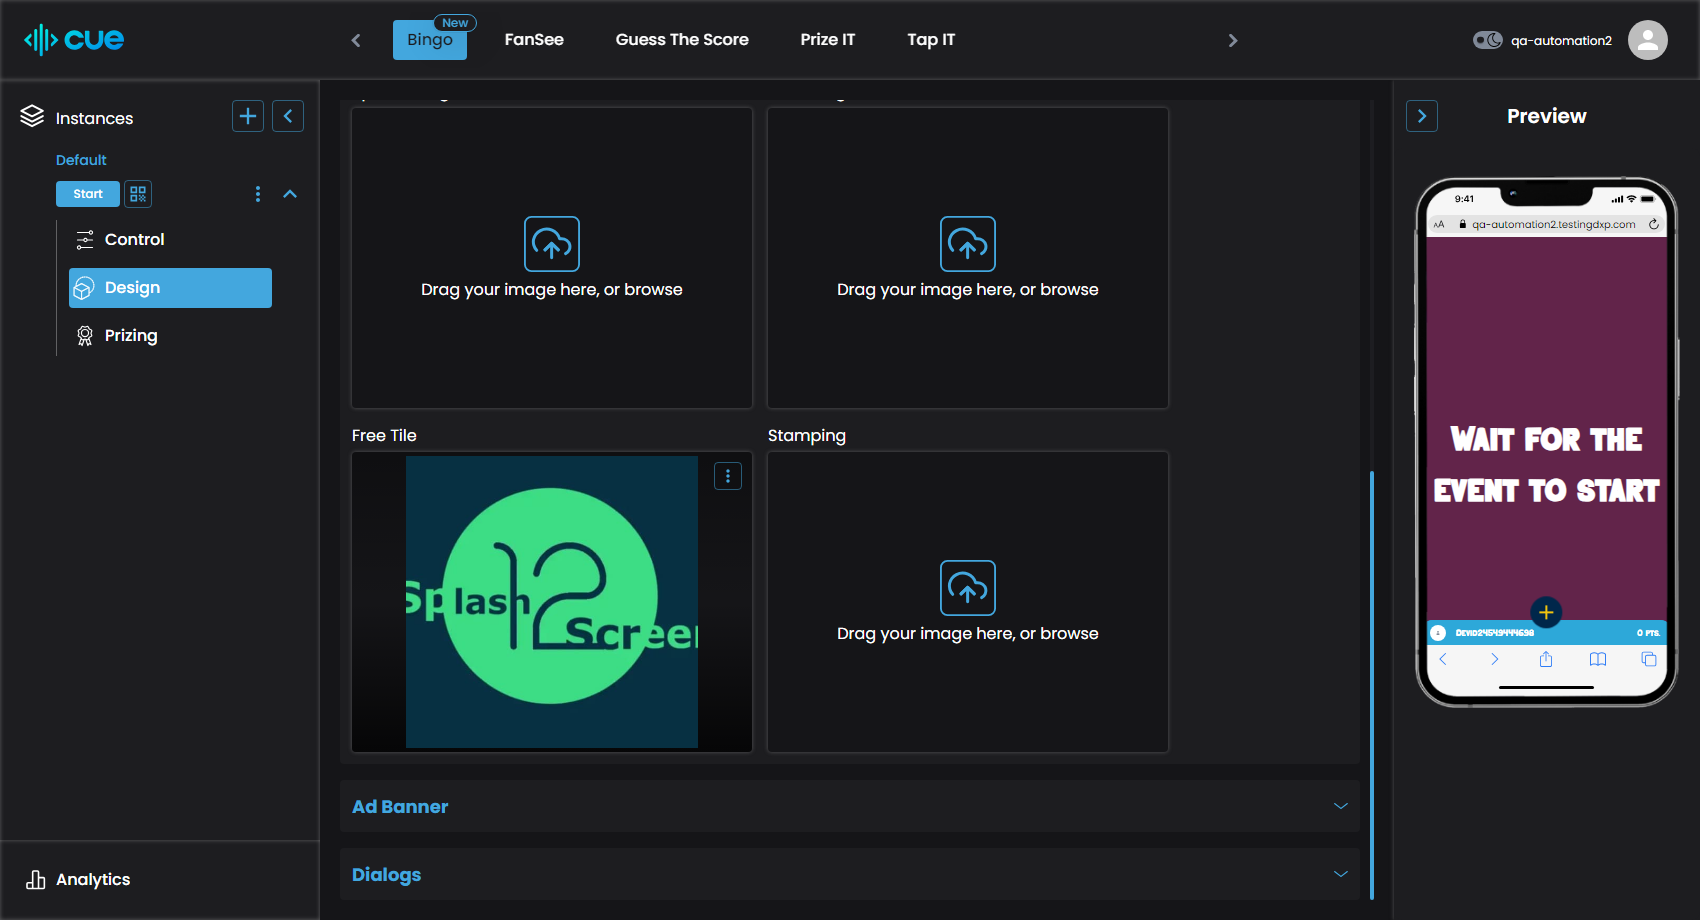 cue
New
Bingo
FanSee
Guess The Score
Prize IT
Tap IT
qa-automation2
Instances
Default
Start
Control
Design
Prizing
Analytics
Drag your image here, or browse
Drag your image here, or browse
Free Tile
Stamping
Splash 12 Screen
Drag your image here, or browse
Ad Banner
Dialogs
Preview
9:41
AA
qa-automation2.testingdxp.com
WAIT FOR THE
EVENT TO START
0 PTS.